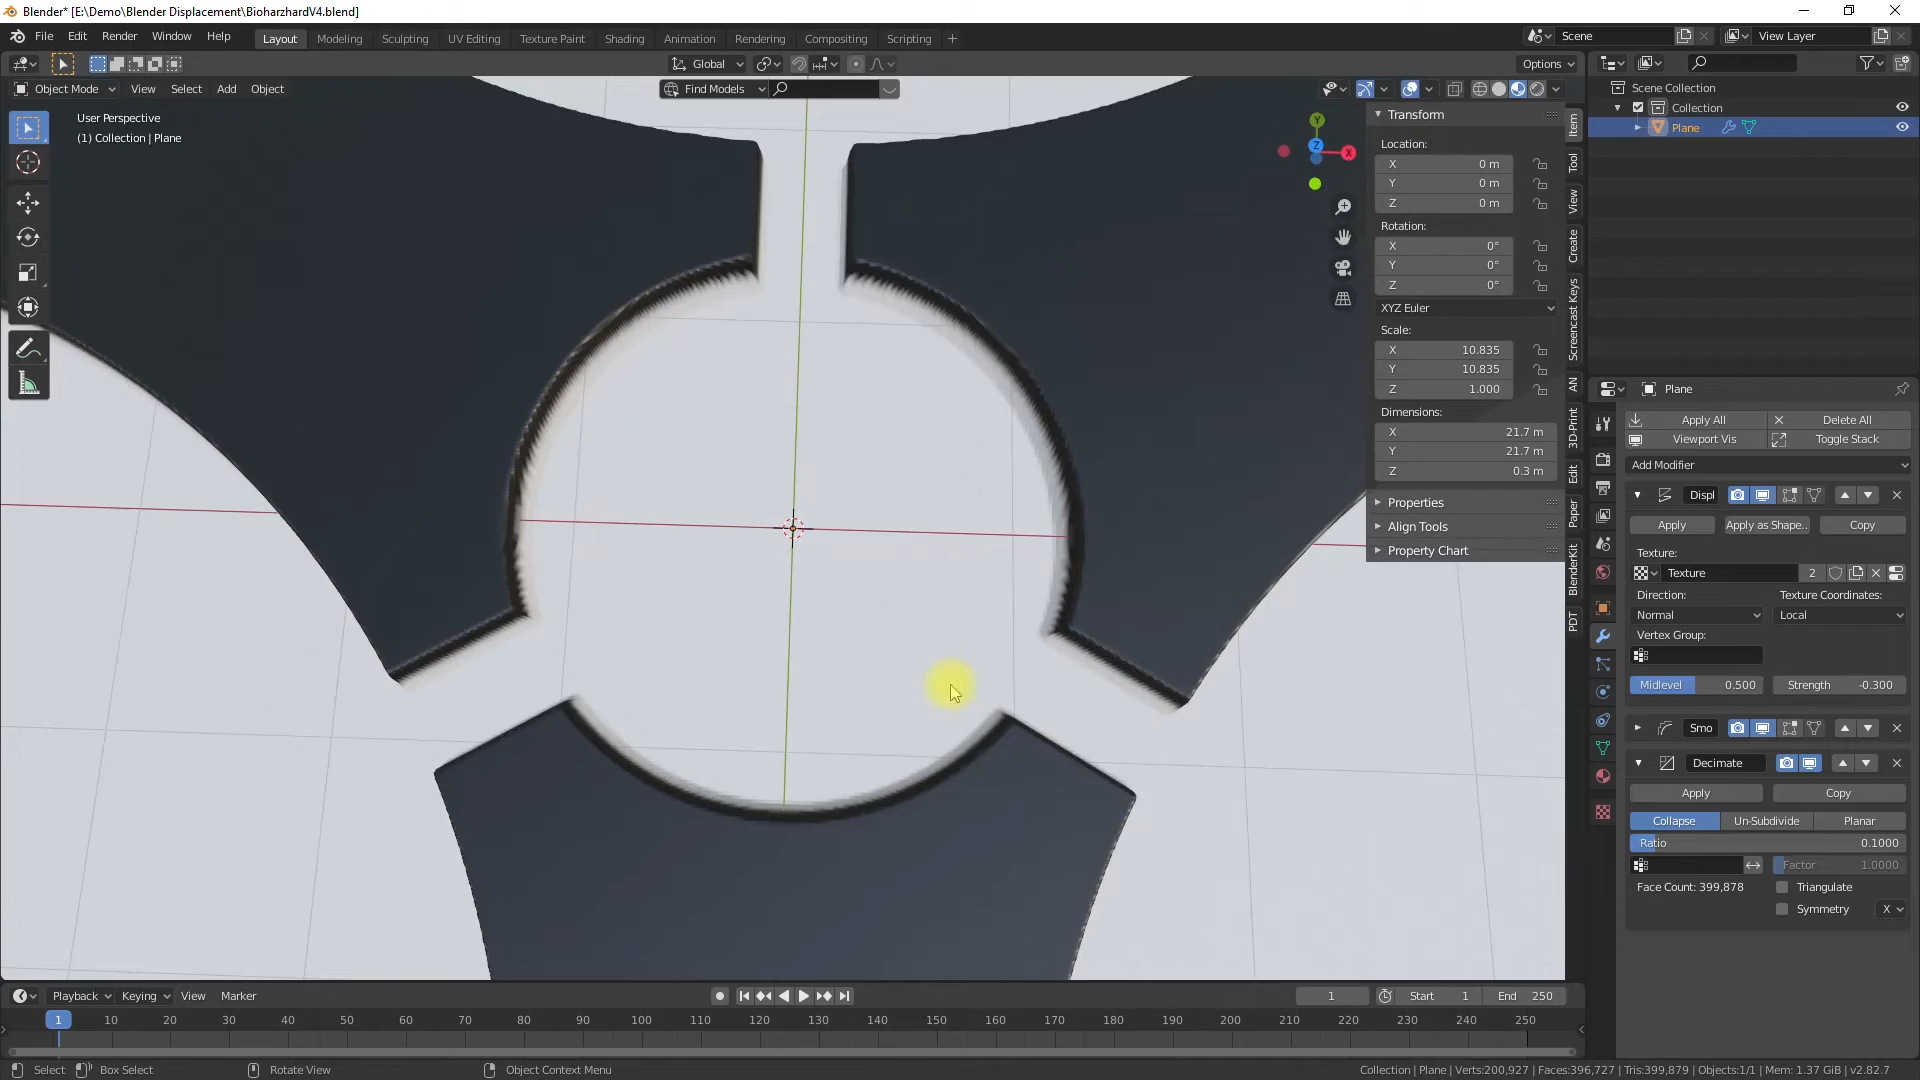 Blender* [E:\Demo\Blender Displacement\BioharzhardV4.blend]
File Edit Render Window Help Layout Modeling Sculpting UV Editing Texture Paint Shading Animation Rendering Compositing Scripting + Scene View Layer
Global Options
Object Mode View Select Add Object Find Models
User Perspective
(1) Collection | Plane
Y
Z
X
Transform
Location:
X 0 m
Y 0 m
Z 0 m
Rotation:
X 0°
Y 0°
Z 0°
XYZ Euler
Scale:
X 10.835
Y 10.835
Z 1.000
Dimensions:
X 21.7 m
Y 21.7 m
Z 0.3 m
Properties
Align Tools
Property Chart
Item
Tool
View
Create
Screencast Keys
AN
3D-Print
Edit
Paper
BlenderKit
PDT
Scene Collection
Collection
Plane
Plane
Apply All Delete All
Viewport Vis Toggle Stack
Add Modifier
Displ
Apply Apply as Shape.. Copy
Texture:
Texture 2
Direction: Texture Coordinates:
Normal Local
Vertex Group:
Midlevel 0.500 Strength -0.300
Smo
Decimate
Apply Copy
Collapse Un-Subdivide Planar
Ratio 0.1000
Factor 1.0000
Face Count: 399,878 Triangulate
Symmetry X
Playback Keying View Marker 1 Start 1 End 250
1 10 20 30 40 50 60 70 80 90 100 110 120 130 140 150 160 170 180 190 200 210 220 230 240 250
Select Box Select Rotate View Object Context Menu Collection | Plane | Verts:200,927 | Faces:396,727 | Tris:399,879 | Objects:1/1 | Mem: 1.37 GiB | v2.82.7